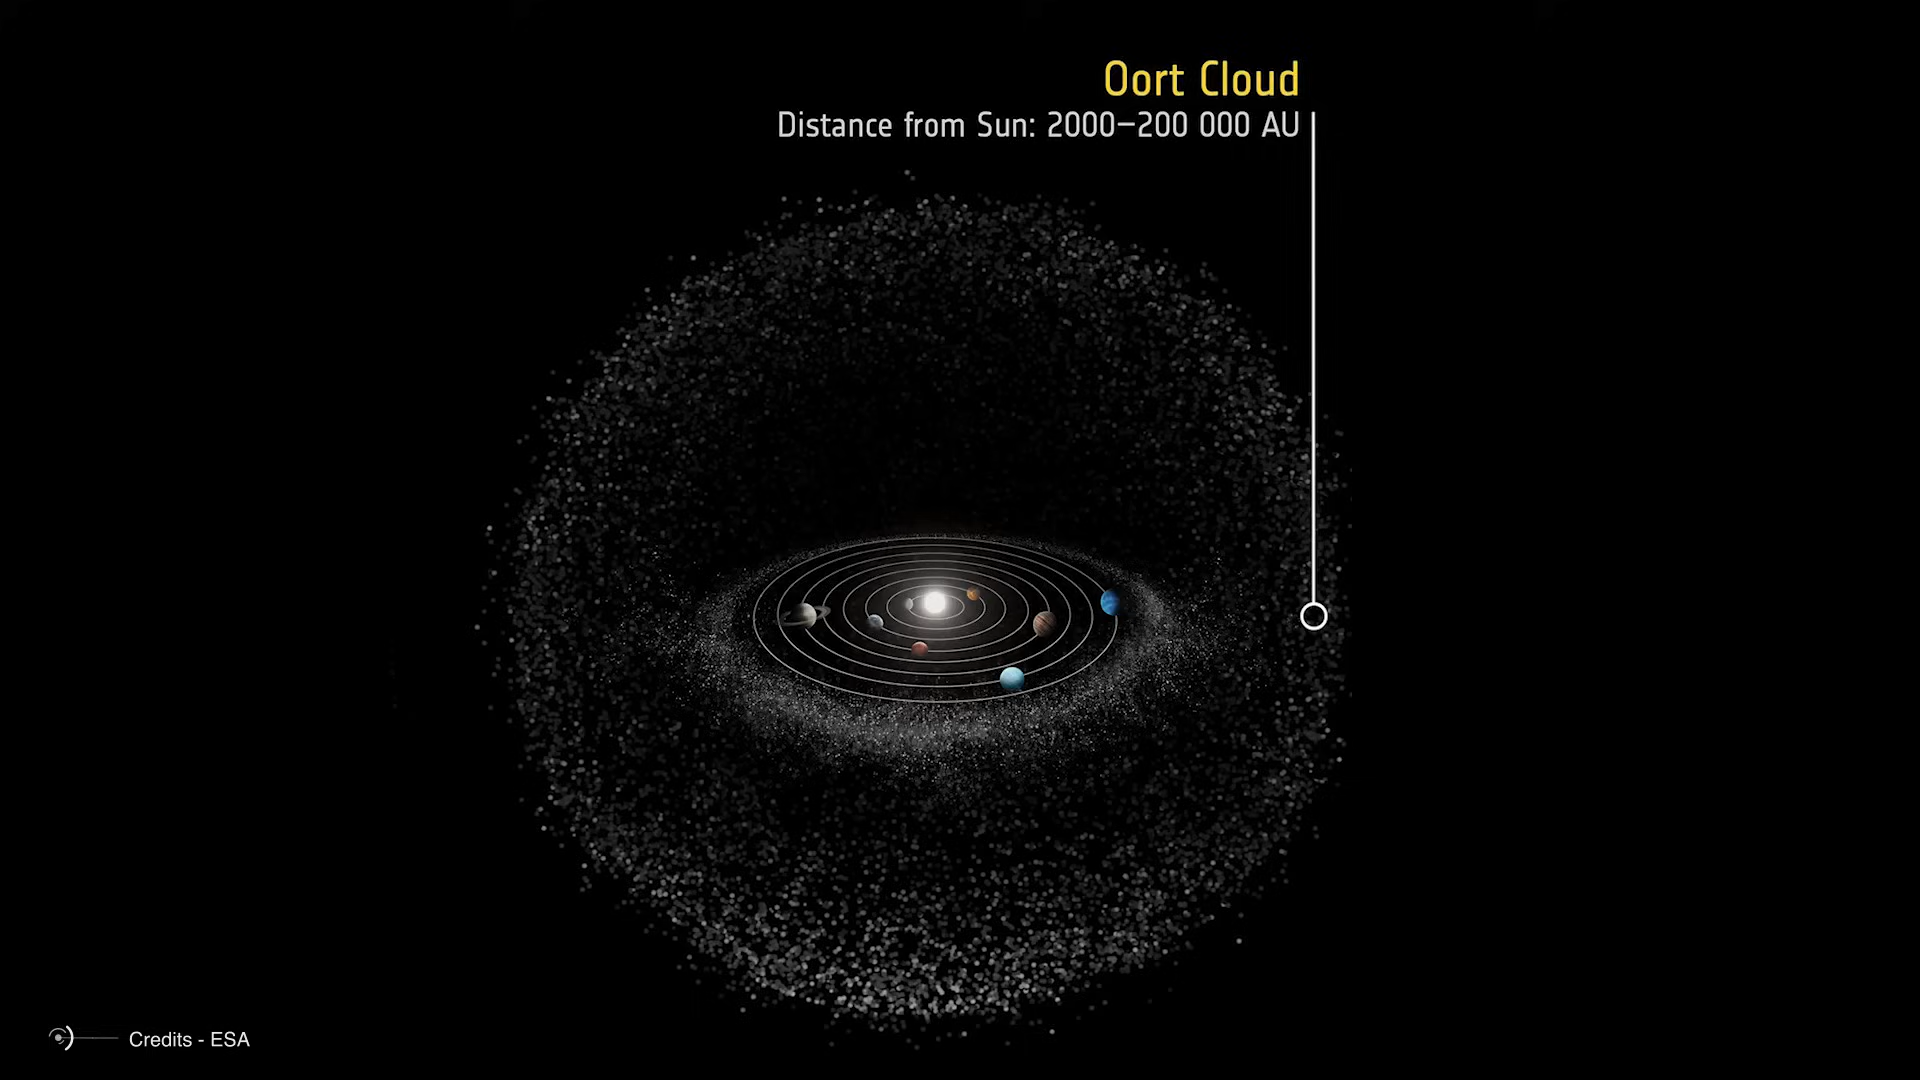 Oort Cloud
Distance from Sun: 2000–200 000 AU
Credits - ESA